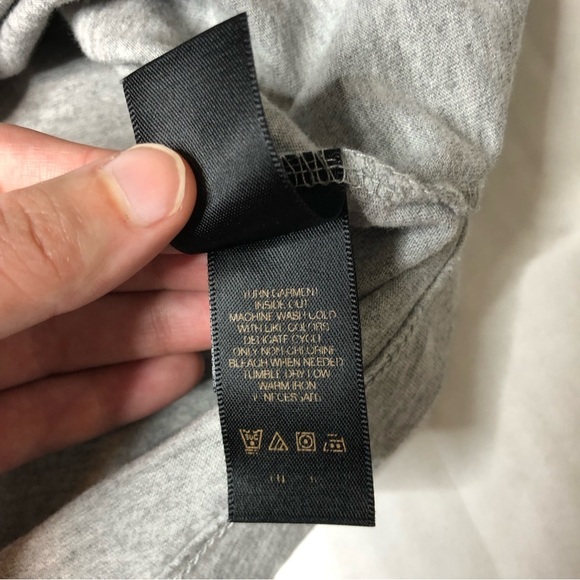 TURN GARMENT
INSIDE OUT
MACHINE WASH COLD
WITH LIKE COLORS
DELICATE CYCLE
ONLY NON-CHLORINE
BLEACH WHEN NEEDED
TUMBLE DRY LOW
WARM IRON
IF NECESSARY